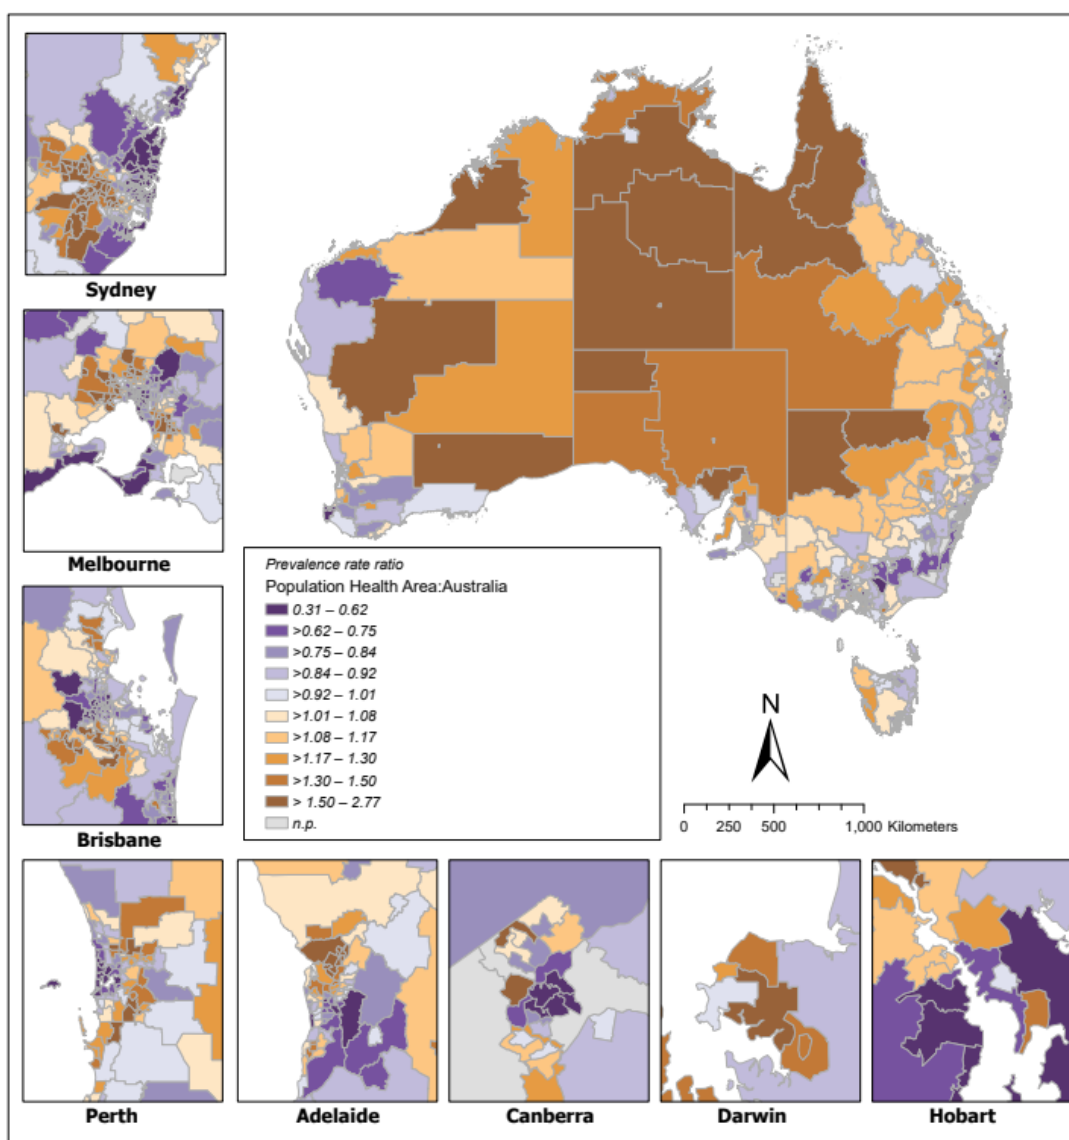 Sydney
Melbourne
Brisbane
Prevalence rate ratio
Population Health Area:Australia
0.31 – 0.62
>0.62 – 0.75
>0.75 – 0.84
>0.84 – 0.92
>0.92 – 1.01
>1.01 – 1.08
>1.08 – 1.17
>1.17 – 1.30
>1.30 – 1.50
> 1.50 – 2.77
n.p.
N
0 250 500 1,000 Kilometers
Perth Adelaide Canberra Darwin Hobart